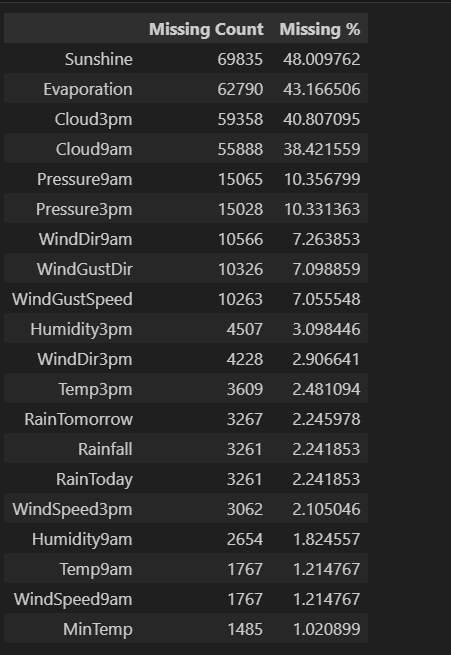 Missing Count Missing %
Sunshine 69835 48.009762
Evaporation 62790 43.166506
Cloud3pm 59358 40.807095
Cloud9am 55888 38.421559
Pressure9am 15065 10.356799
Pressure3pm 15028 10.331363
WindDir9am 10566 7.263853
WindGustDir 10326 7.098859
WindGustSpeed 10263 7.055548
Humidity3pm 4507 3.098446
WindDir3pm 4228 2.906641
Temp3pm 3609 2.481094
RainTomorrow 3267 2.245978
Rainfall 3261 2.241853
RainToday 3261 2.241853
WindSpeed3pm 3062 2.105046
Humidity9am 2654 1.824557
Temp9am 1767 1.214767
WindSpeed9am 1767 1.214767
MinTemp 1485 1.020899